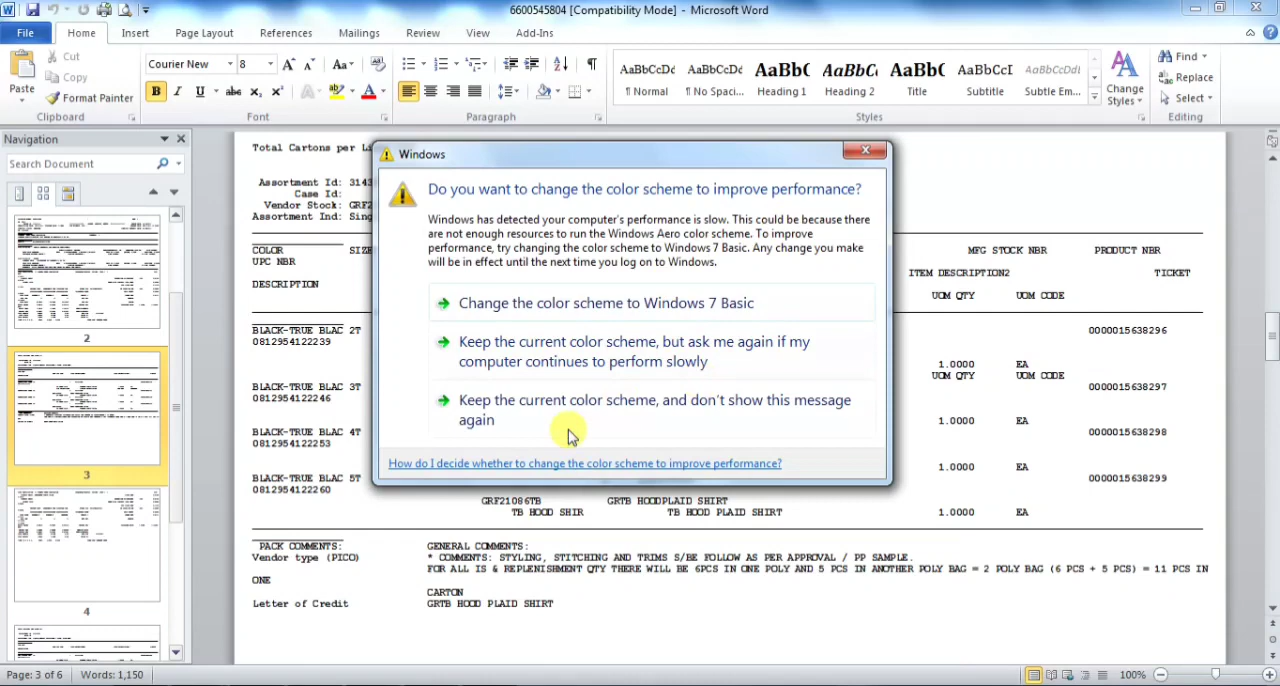 6600545804 [Compatibility Mode] - Microsoft Word
File Home Insert Page Layout References Mailings Review View Add-Ins
Paste
Cut
Copy
Format Painter
Clipboard
Courier New 8
Font
Paragraph
AaBbCcDd AaBbCcDd AaBbC AaBbC AaBbC AaBbCcI AaBbCcDd
¶ Normal ¶ No Spaci... Heading 1 Heading 2 Title Subtitle Subtle Em...
Styles
Change
Styles
Find
Replace
Select
Editing
Navigation
Search Document
2
3
4
Total Cartons per Li
Assortment Id: 3143
Case Id:
Vendor Stock: GRF2
Assortment Ind: Sing
COLOR SIZE MFG STOCK NBR PRODUCT NBR
UPC NBR
ITEM DESCRIPTION2 TICKET
DESCRIPTION
UOM QTY UOM CODE
BLACK-TRUE BLAC 2T 0000015638296
0812954122239
1.0000 EA
UOM QTY UOM CODE
BLACK-TRUE BLAC 3T 0000015638297
0812954122246
1.0000 EA
BLACK-TRUE BLAC 4T 0000015638298
0812954122253
1.0000 EA
BLACK-TRUE BLAC 5T 0000015638299
0812954122260
GRF21086TB GRTB HOODPLAID SHIRT
TB HOOD SHIR TB HOOD PLAID SHIRT 1.0000 EA
PACK COMMENTS: GENERAL COMMENTS:
Vendor type (PICO) * COMMENTS: STYLING, STITCHING AND TRIMS S/BE FOLLOW AS PER APPROVAL / PP SAMPLE.
FOR ALL IS & REPLENISHMENT QTY THERE WILL BE 6PCS IN ONE POLY AND 5 PCS IN ANOTHER POLY BAG = 2 POLY BAG (6 PCS + 5 PCS) = 11 PCS IN
ONE
CARTON
Letter of Credit GRTB HOOD PLAID SHIRT
Windows
Do you want to change the color scheme to improve performance?
Windows has detected your computer's performance is slow. This could be because there
are not enough resources to run the Windows Aero color scheme. To improve
performance, try changing the color scheme to Windows 7 Basic. Any change you make
will be in effect until the next time you log on to Windows.
Change the color scheme to Windows 7 Basic
Keep the current color scheme, but ask me again if my
computer continues to perform slowly
Keep the current color scheme, and don't show this message
again
How do I decide whether to change the color scheme to improve performance?
Page: 3 of 6 Words: 1,150 100%